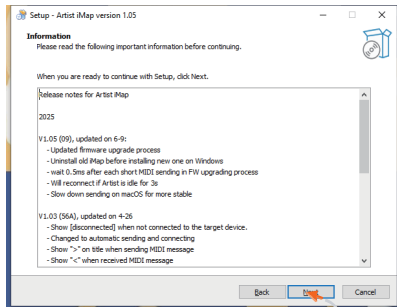 Setup - Artist iMap version 1.05
Information
Please read the following important information before continuing.
When you are ready to continue with Setup, click Next.
Release notes for Artist iMap
2025
V1.05 (09), updated on 6-9:
- Updated firmware upgrade process
- Uninstall old iMap before installing new one on Windows
- wait 0.5ms after each short MIDI sending in FW upgrading process
- Will reconnect if Artist is idle for 3s
- Slow down sending on macOS for more stable
V1.03 (56A), updated on 4-26
- Show [disconnected] when not connected to the target device.
- Changed to automatic sending and connecting
- Show ">" on title when sending MIDI message
- Show "<" when received MIDI message
Back
Next
Cancel